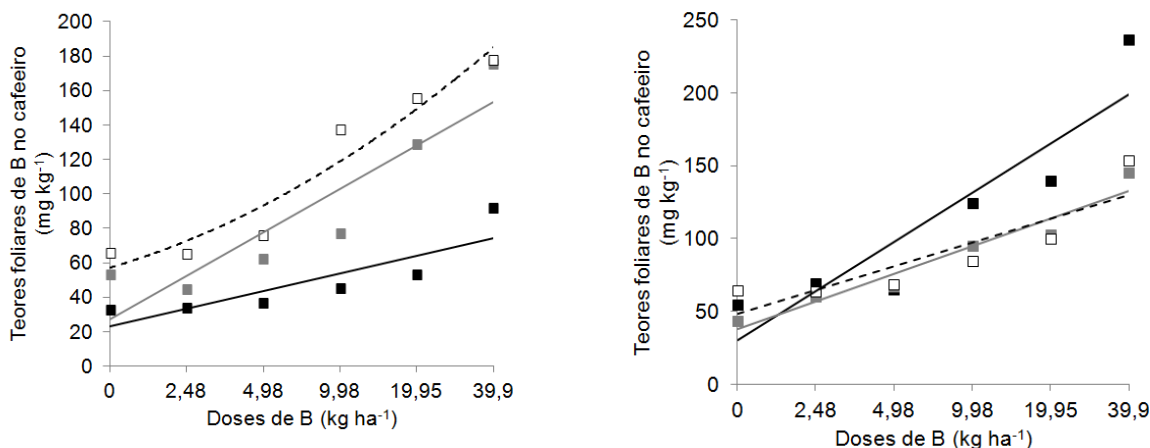 Teores foliares de B no cafeeiro
(mg kg⁻¹)
200
180
160
140
120
100
80
60
40
20
0
0 2,48 4,98 9,98 19,95 39,9
Doses de B (kg ha⁻¹)
Teores foliares de B no cafeeiro
(mg kg⁻¹)
250
200
150
100
50
0
0 2,48 4,98 9,98 19,95 39,9
Doses de B (kg ha⁻¹)